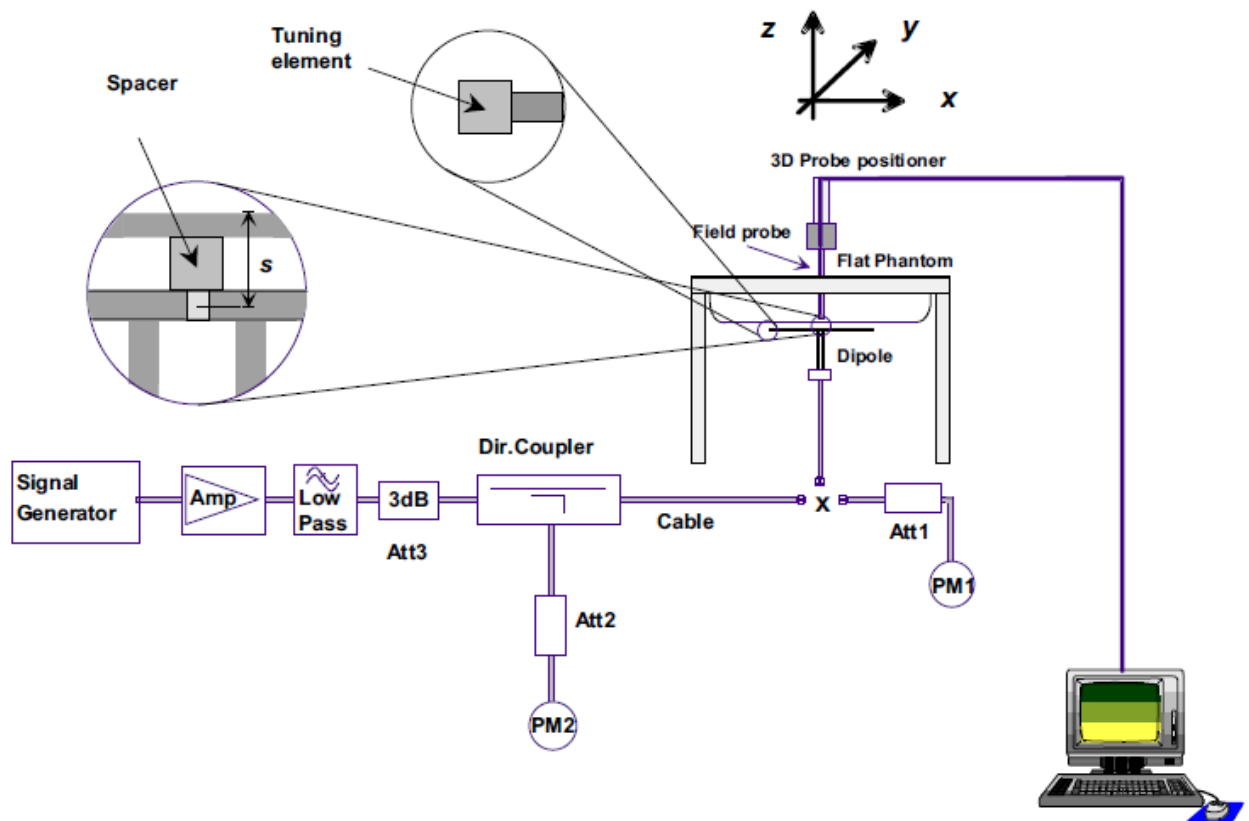 Tuning
element
Spacer
s
z
y
x
3D Probe positioner
Field probe
Flat Phantom
Dipole
Dir.Coupler
Signal
Generator
Amp
Low
Pass
3dB
Att3
Cable
x
Att1
PM1
Att2
PM2